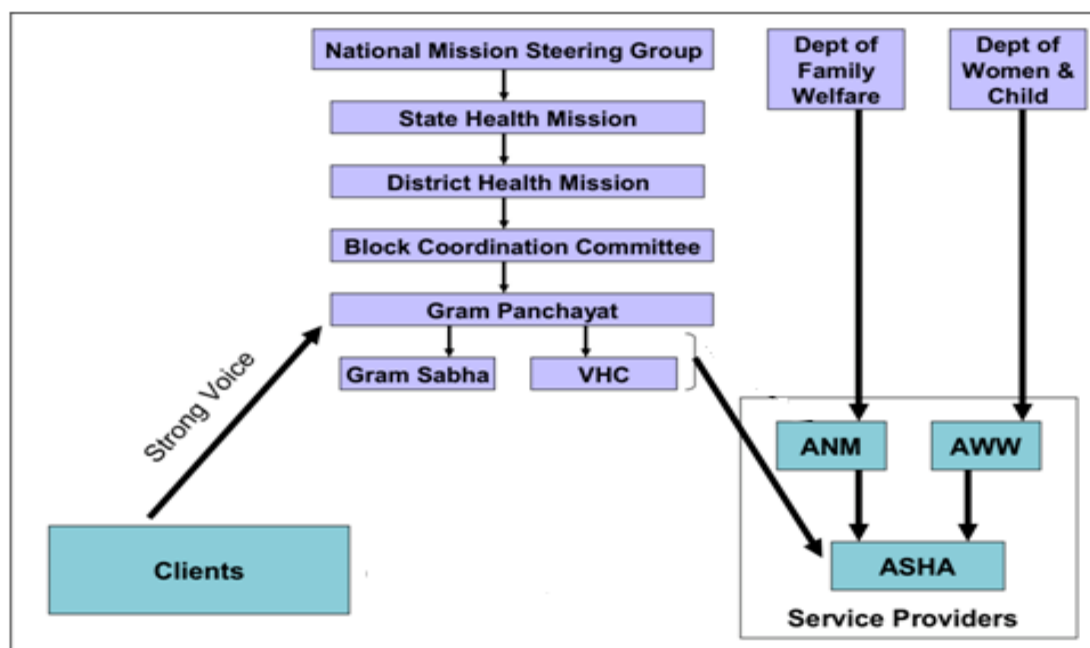 National Mission Steering Group
State Health Mission
District Health Mission
Block Coordination Committee
Gram Panchayat
Gram Sabha
VHC
Dept of
Family
Welfare
Dept of
Women &
Child
Strong Voice
Clients
ANM
AWW
ASHA
Service Providers